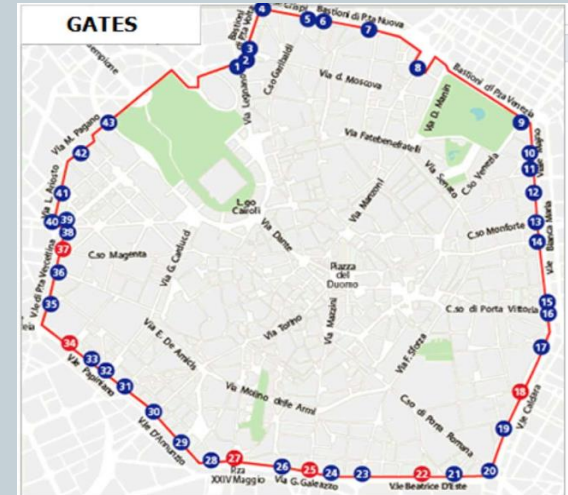 GATES
4
5
6
Bastioni di P.ta Nuova
7
Bastioni
di P.ta Volta
3
2
1
8
C.so Garibaldi
Via Legnano
Via d. Moscova
Bastioni di P.ta Venezia
Via D. Manin
9
43
Via M. Pagano
Via Fatebenefratelli
10
42
11
Via Senato
C.so Venezia
12
41
Via L. Ariosto
L.go
Cairoli
Via Manzoni
40
39
38
13
C.so Monforte
V.le Bianca Maria
14
37
Via Dante
C.so Magenta
Via G. Carducci
36
Piazza
del
Duomo
V.le di P.ta Vercellina
35
15
C.so di Porta Vittoria
16
Via Torino
Via Mazzini
34
Via E. De Amicis
Via F. Sforza
17
33
32
V.le Papiniano
31
18
Via Molino delle Armi
V.le Caldara
30
C.so di Porta Romana
19
V.le D'Annunzio
29
28
27
26
25
24
23
22
21
20
P.za
XXIV Maggio
Via G. Galeazzo
V.le Beatrice D'Este